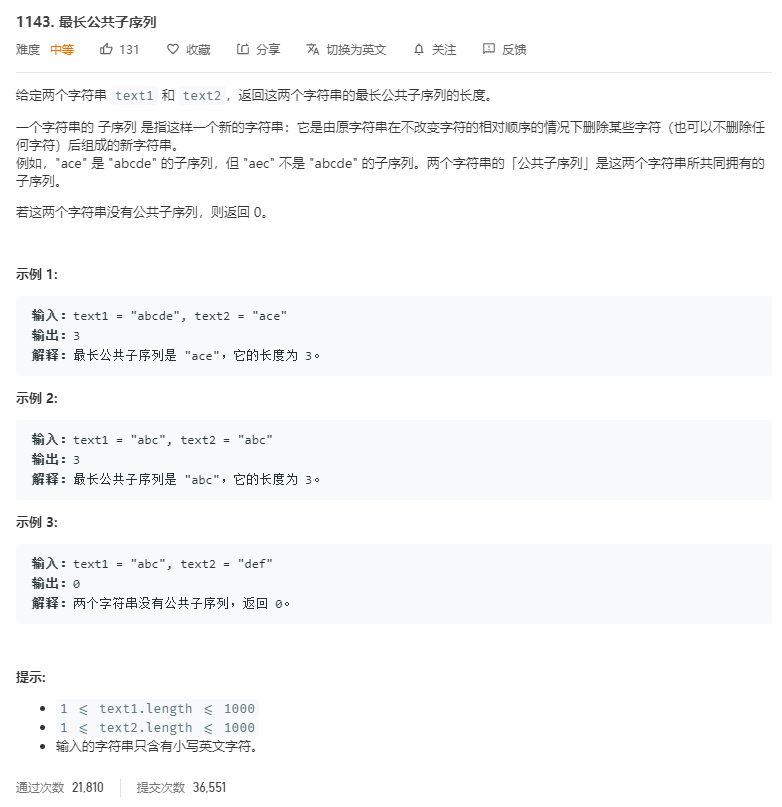 1143. 最长公共子序列
难度 中等 131 收藏 分享 切换为英文 关注 反馈
给定两个字符串 text1 和 text2，返回这两个字符串的最长公共子序列的长度。
一个字符串的 子序列 是指这样一个新的字符串：它是由原字符串在不改变字符的相对顺序的情况下删除某些字符（也可以不删除任
何字符）后组成的新字符串。
例如，"ace" 是 "abcde" 的子序列，但 "aec" 不是 "abcde" 的子序列。两个字符串的「公共子序列」是这两个字符串所共同拥有的
子序列。
若这两个字符串没有公共子序列，则返回 0。
示例 1:
输入：text1 = "abcde", text2 = "ace"
输出：3
解释：最长公共子序列是 "ace"，它的长度为 3。
示例 2:
输入：text1 = "abc", text2 = "abc"
输出：3
解释：最长公共子序列是 "abc"，它的长度为 3。
示例 3:
输入：text1 = "abc", text2 = "def"
输出：0
解释：两个字符串没有公共子序列，返回 0。
提示:
• 1 ⩽ text1.length ⩽ 1000
• 1 ⩽ text2.length ⩽ 1000
• 输入的字符串只含有小写英文字符。
通过次数 21,810 提交次数 36,551